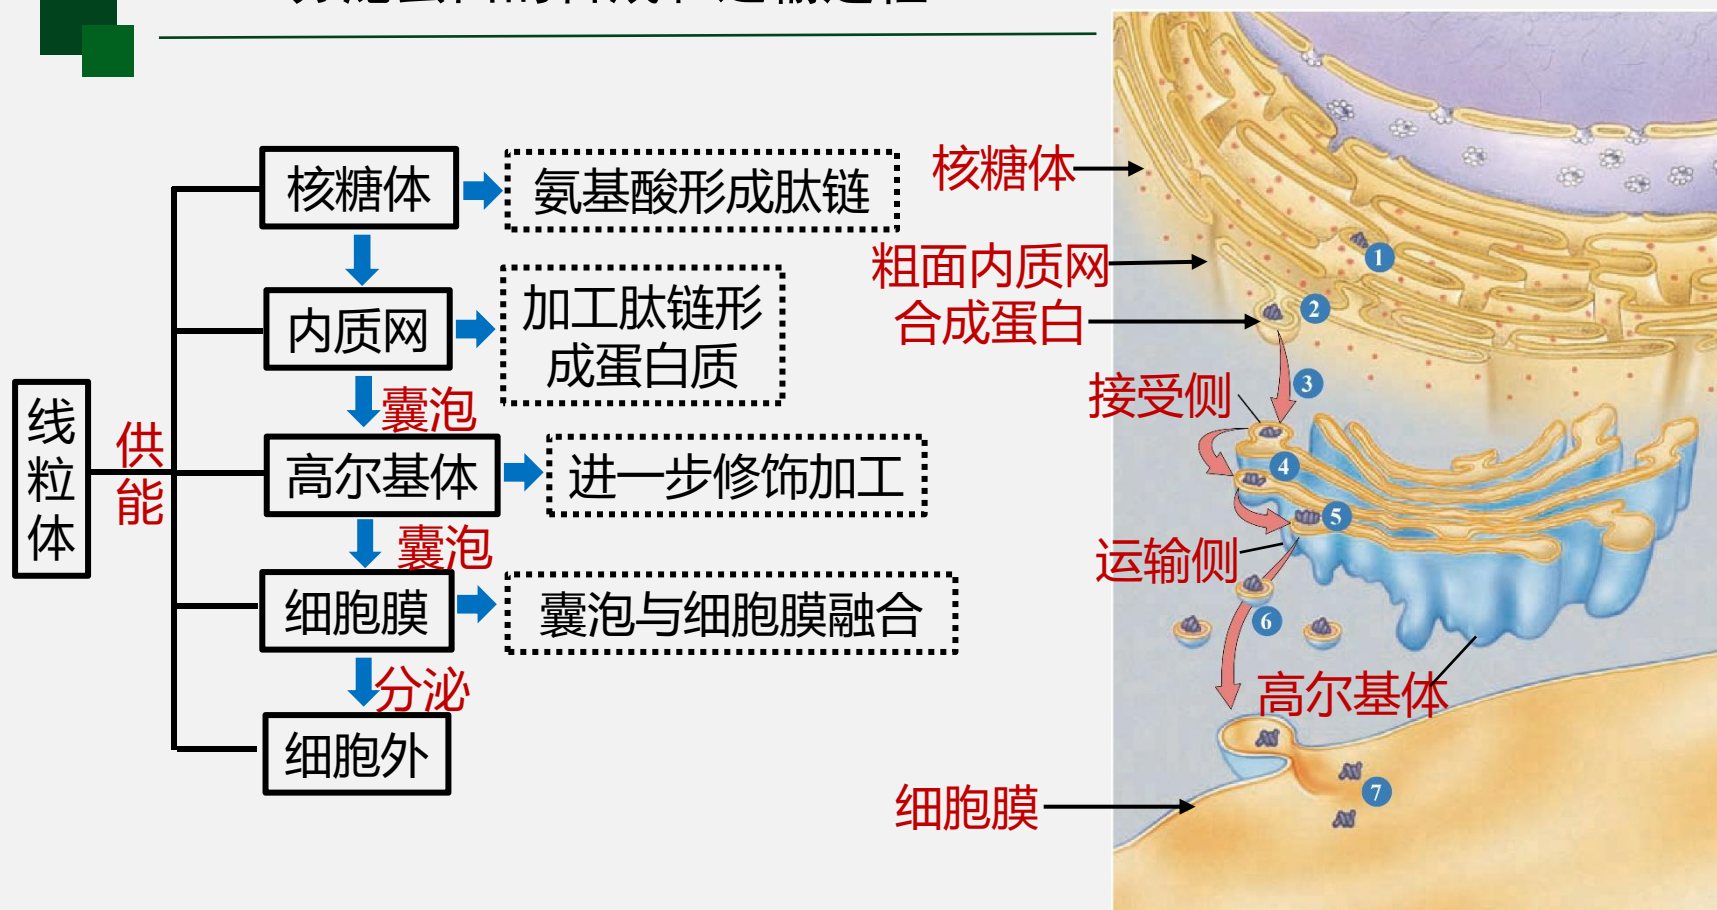 核糖体
氨基酸形成肽链
内质网
加工肽链形
成蛋白质
囊泡
线
粒
体
供
能
高尔基体
进一步修饰加工
囊泡
细胞膜
囊泡与细胞膜融合
分泌
细胞外
核糖体
粗面内质网
合成蛋白
接受侧
运输侧
高尔基体
细胞膜
1
2
3
4
5
6
7